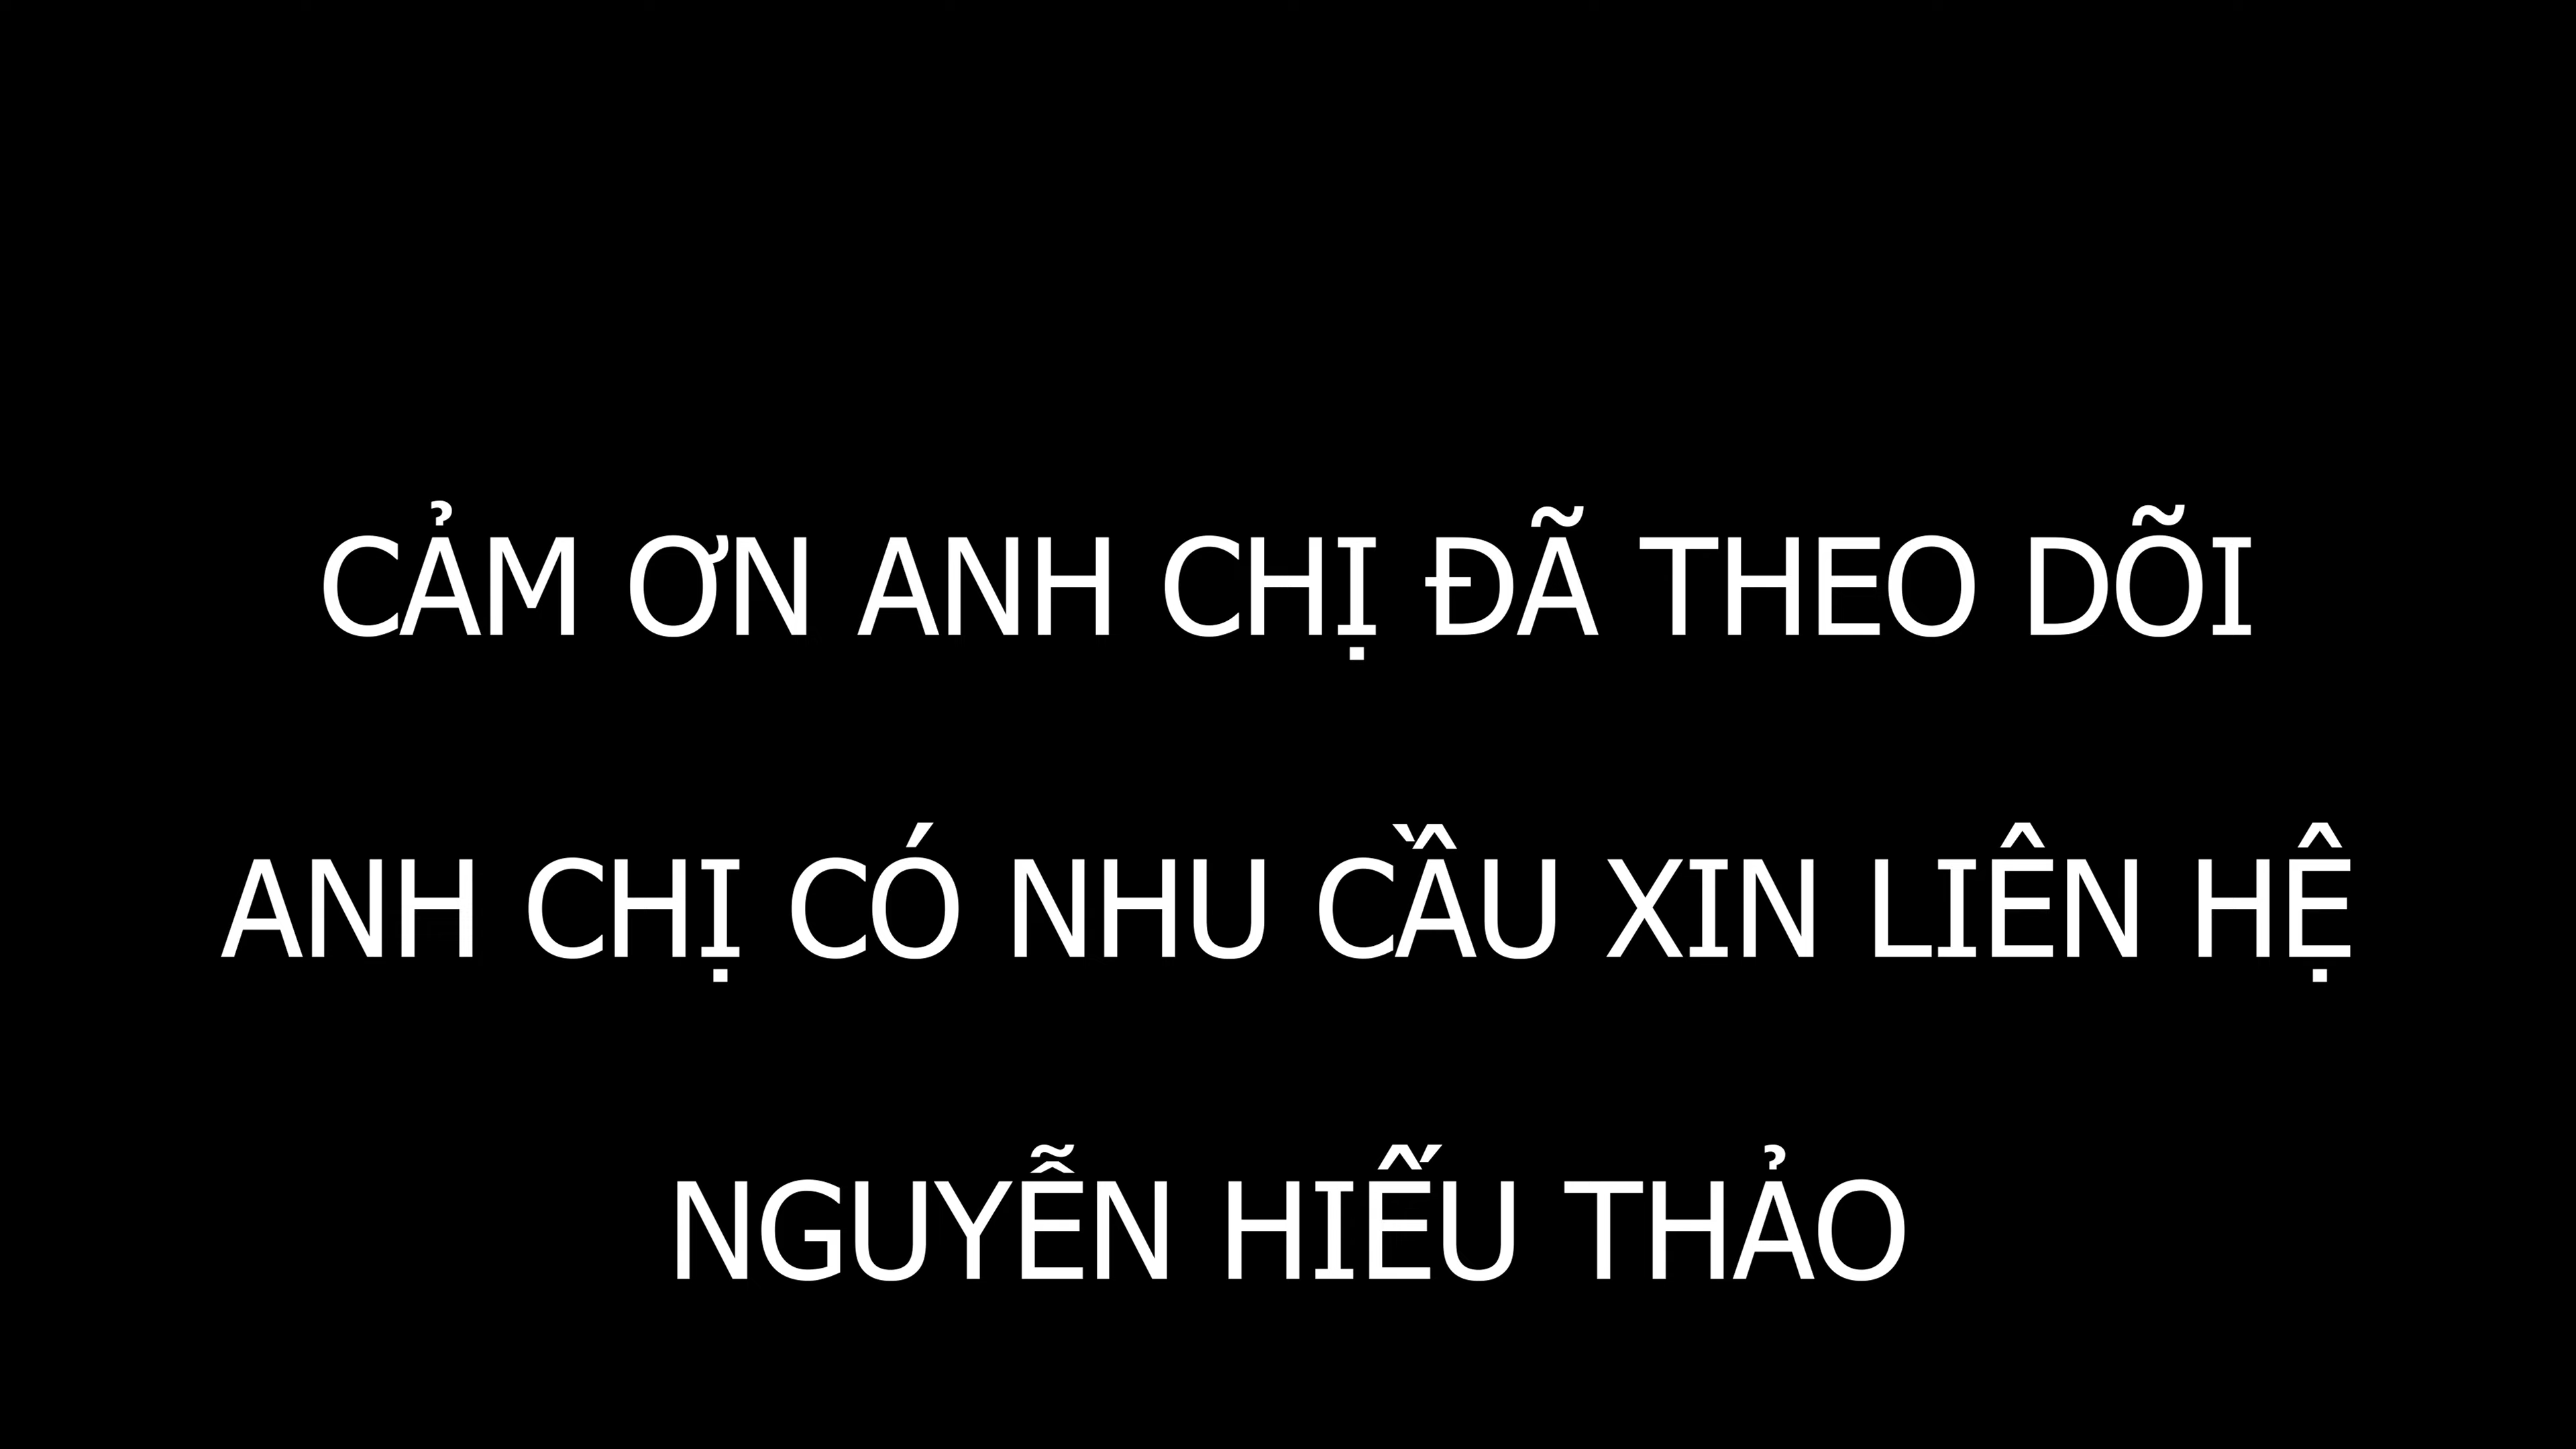 CẢM ƠN ANH CHỊ ĐÃ THEO DÕI
ANH CHỊ CÓ NHU CẦU XIN LIÊN HỆ
NGUYỄN HIẾU THẢO